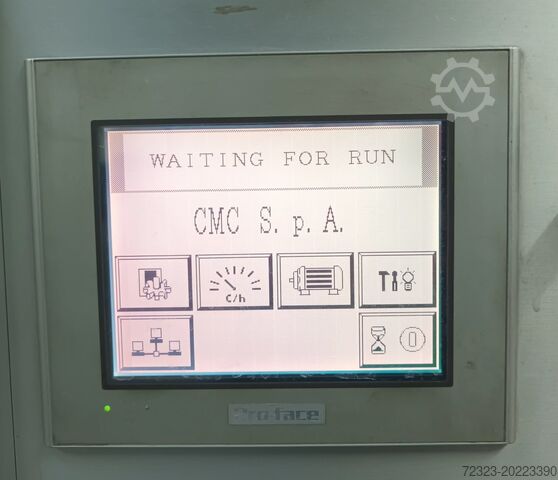 WAITING FOR RUN
CMC S. p. A.
C/h
Pro-face
72323-20223390